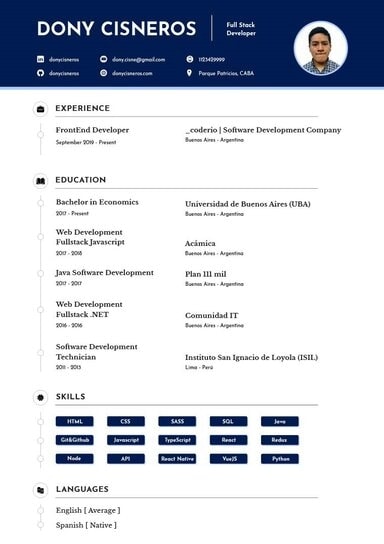 DONY CISNEROS
Full Stack
Developer
donycisneros
dony.cisne@gmail.com
1123429999
donycisneros
donycisneros.com
Parque Patricios, CABA
EXPERIENCE
FrontEnd Developer
_coderio | Software Development Company
September 2019 - Present
Buenos Aires - Argentina
EDUCATION
Bachelor in Economics
Universidad de Buenos Aires (UBA)
2017 - Present
Buenos Aires - Argentina
Web Development
Fullstack Javascript
Acámica
2017 - 2018
Buenos Aires - Argentina
Java Software Development
Plan 111 mil
2017 - 2017
Buenos Aires - Argentina
Web Development
Fullstack .NET
Comunidad IT
2016 - 2016
Buenos Aires - Argentina
Software Development
Technician
Instituto San Ignacio de Loyola (ISIL)
2011 - 2013
Lima - Perú
SKILLS
HTML CSS SASS SQL Java
Git&Github Javascript TypeScript React Redux
Node API React Native VueJS Python
LANGUAGES
English [ Average ]
Spanish [ Native ]